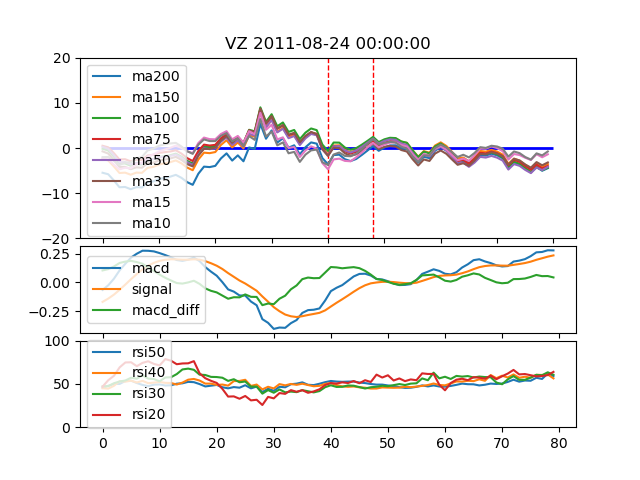 VZ 2011-08-24 00:00:00
20
10
0
−10
−20
ma200
ma150
ma100
ma75
ma50
ma35
ma15
ma10
0.25
0.00
−0.25
macd
signal
macd_diff
100
50
0
rsi50
rsi40
rsi30
rsi20
0 10 20 30 40 50 60 70 80